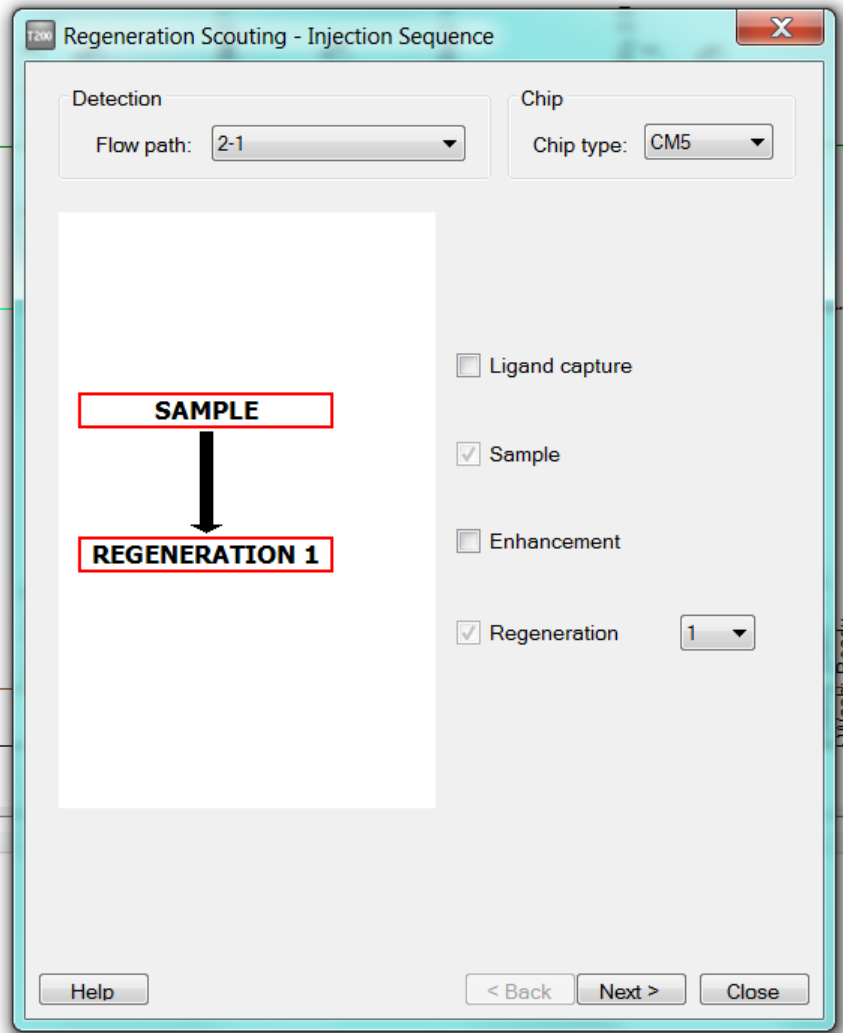 T200 Regeneration Scouting - Injection Sequence
X
Detection
Flow path: 2-1
Chip
Chip type: CM5
Ligand capture
SAMPLE
Sample
Enhancement
REGENERATION 1
Regeneration 1
Help
< Back
Next >
Close